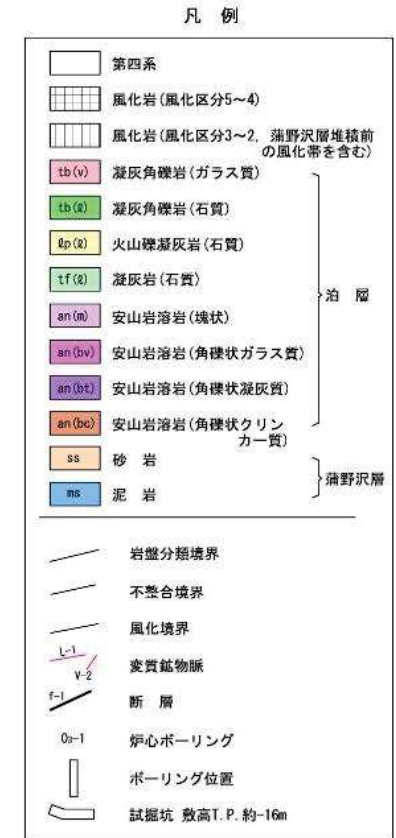 凡 例
第四系
風化岩(風化区分5〜4)
風化岩(風化区分3〜2, 蒲野沢層堆積前
の風化帯を含む)
tb(v) 凝灰角礫岩(ガラス質)
tb(ℓ) 凝灰角礫岩(石質)
ℓp(ℓ) 火山礫凝灰岩(石質)
tf(ℓ) 凝灰岩(石質)
泊 層
an(m) 安山岩溶岩(塊状)
an(bv) 安山岩溶岩(角礫状ガラス質)
an(bt) 安山岩溶岩(角礫状凝灰質)
an(bc) 安山岩溶岩(角礫状クリン
カー質)
ss 砂 岩
蒲野沢層
ms 泥 岩
岩盤分類境界
不整合境界
風化境界
L-1
V-2 変質鉱物脈
f-1 断 層
O3-1 炉心ボーリング
ボーリング位置
試掘坑 敷高T.P.約-16m